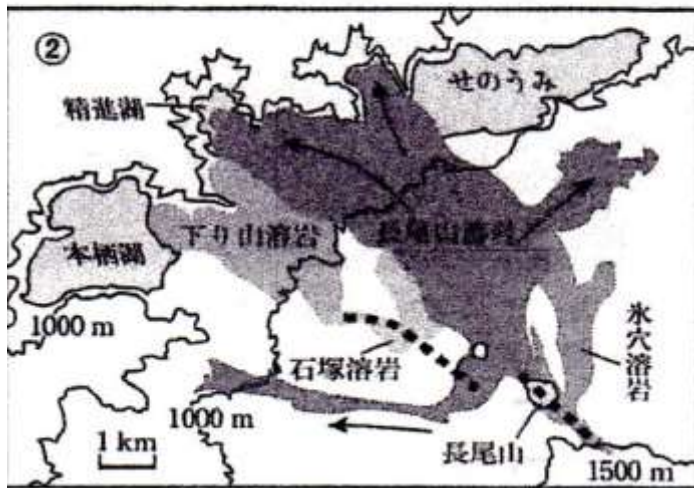 ②
せのうみ
精進湖
長尾山溶岩
下り山溶岩
本栖湖
1000 m
氷穴溶岩
石塚溶岩
1000 m
1 km
長尾山
1500 m